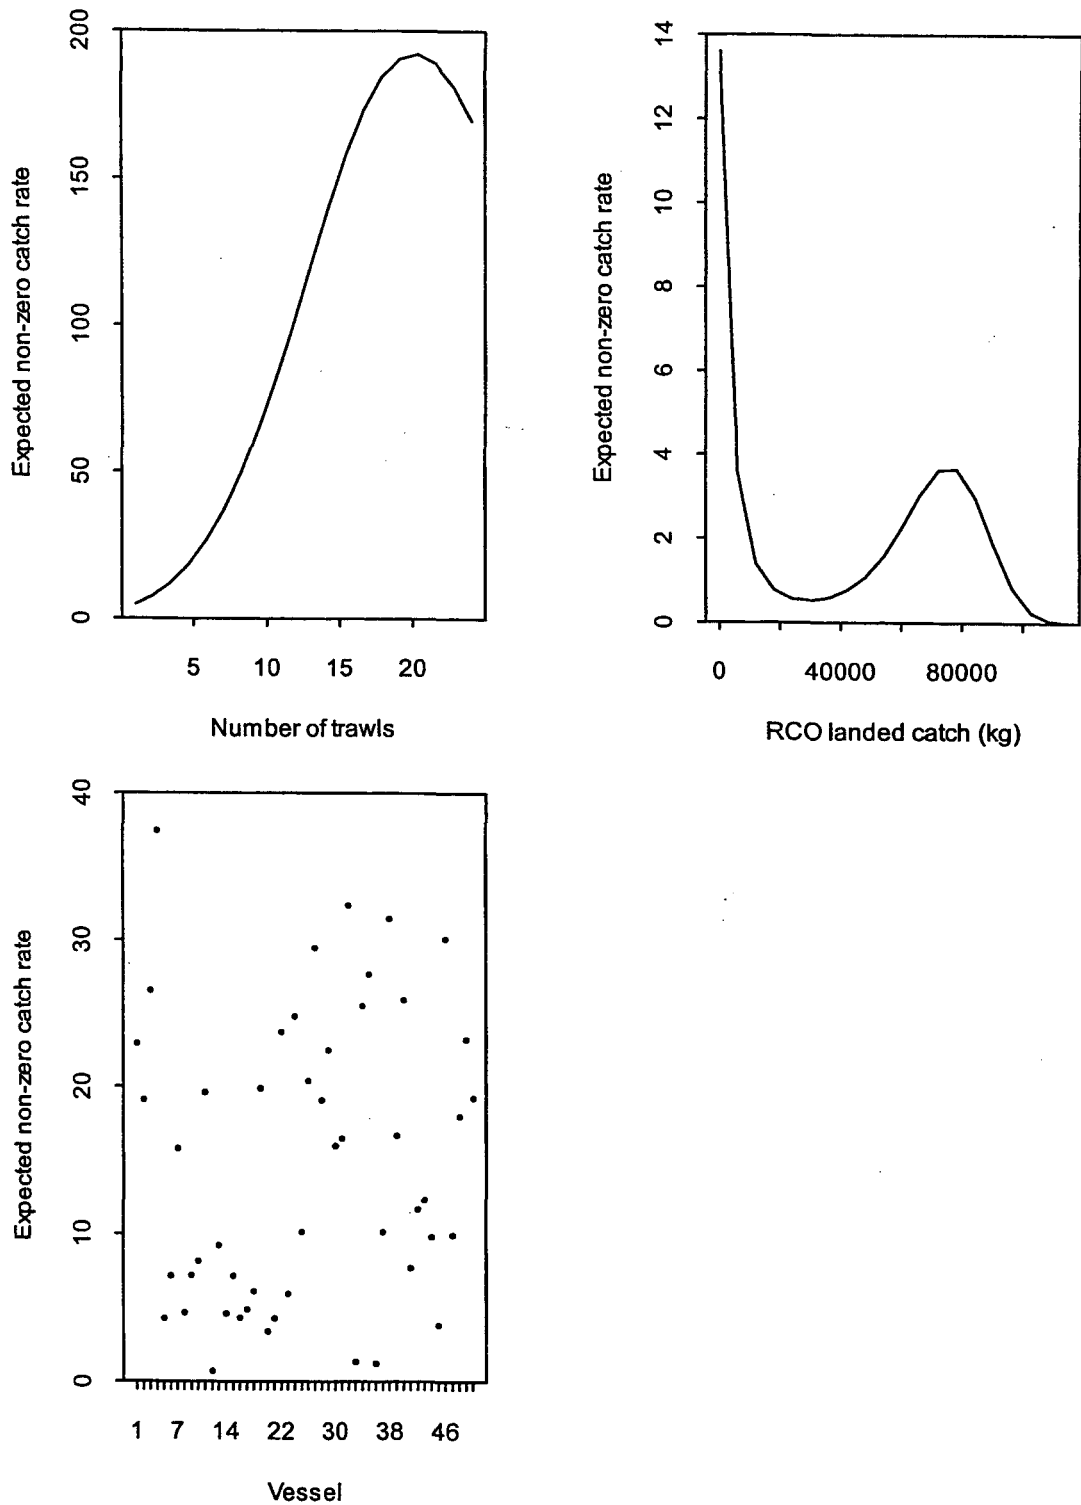 Expected non-zero catch rate
200
150
100
50
0
5 10 15 20
Number of trawls
Expected non-zero catch rate
14
12
10
8
6
4
2
0
0 40000 80000
RCO landed catch (kg)
Expected non-zero catch rate
40
30
20
10
0
1 7 14 22 30 38 46
Vessel